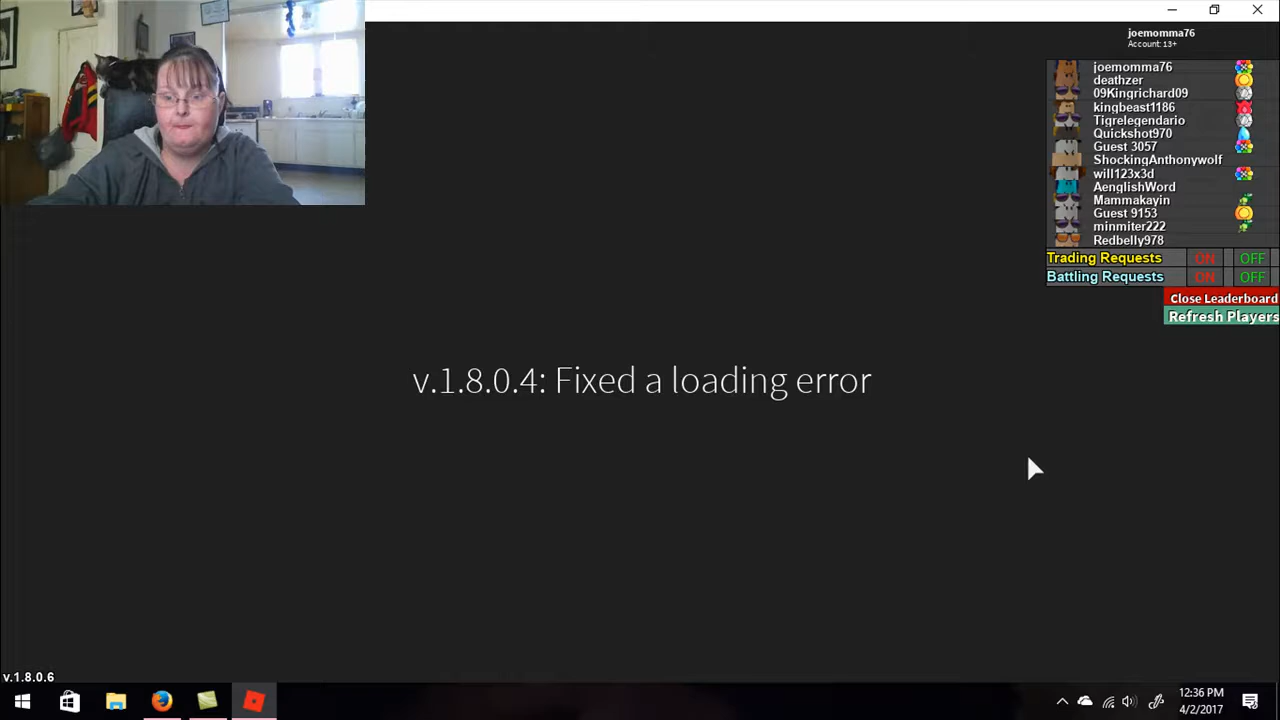 joemomma76
Account: 13+
joemomma76
deathzer
09Kingrichard09
kingbeast1186
Tigrelegendario
Quickshot970
Guest 3057
ShockingAnthonywolf
will123x3d
AenglishWord
Mammakayin
Guest 9153
minmiter222
Redbelly978
Trading Requests ON OFF
Battling Requests ON OFF
Close Leaderboard
Refresh Players
v.1.8.0.4: Fixed a loading error
v.1.8.0.6
12:36 PM
4/2/2017